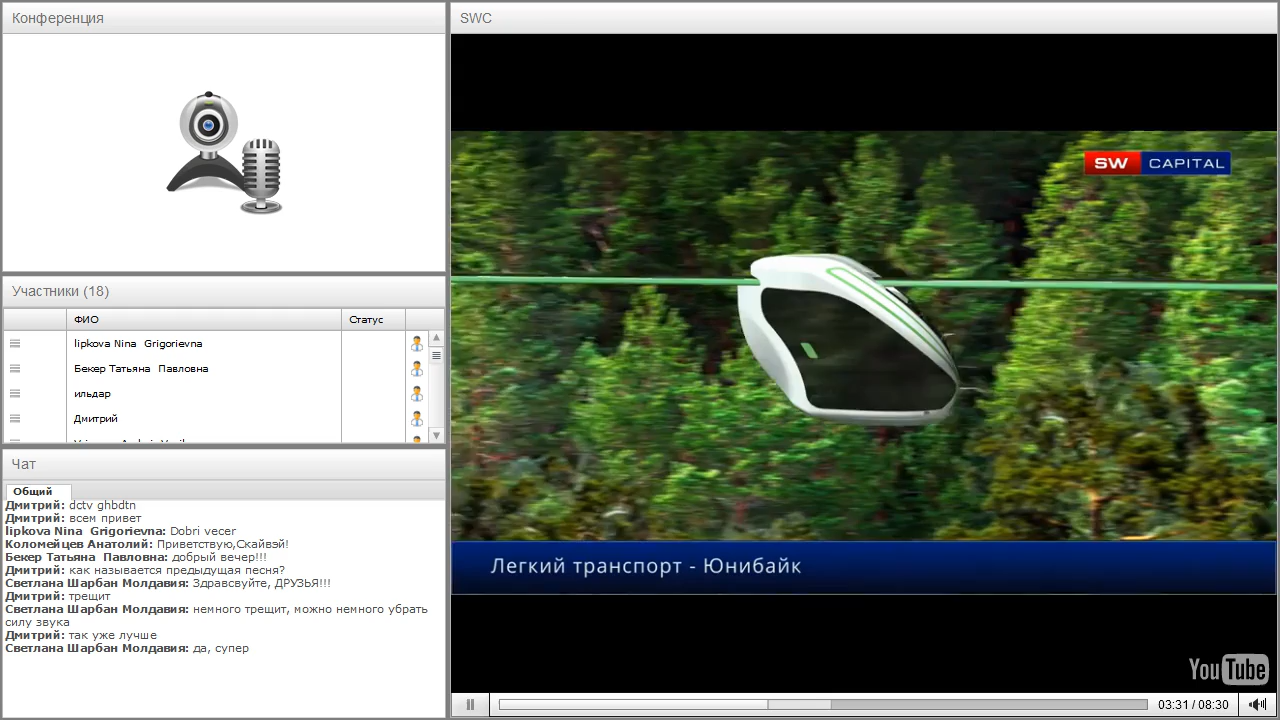 Конференция
SWC
SW CAPITAL
Участники (18)
ФИО Статус
lipkova Nina Grigorievna
Бекер Татьяна Павловна
ильдар
Дмитрий
Чат
Общий
Дмитрий: dctv ghbdtn
Дмитрий: всем привет
lipkova Nina Grigorievna: Dobri vecer
Коломейцев Анатолий: Приветствую,Скайвэй!
Бекер Татьяна Павловна: добрый вечер!!!
Дмитрий: как называется предыдущая песня?
Светлана Шарбан Молдавия: Здравсвуйте, ДРУЗЬЯ!!!
Дмитрий: трещит
Светлана Шарбан Молдавия: немного трещит, можно немного убрать
силу звука
Дмитрий: так уже лучше
Светлана Шарбан Молдавия: да, супер
Легкий транспорт - Юнибайк
YouTube
03:31 / 08:30